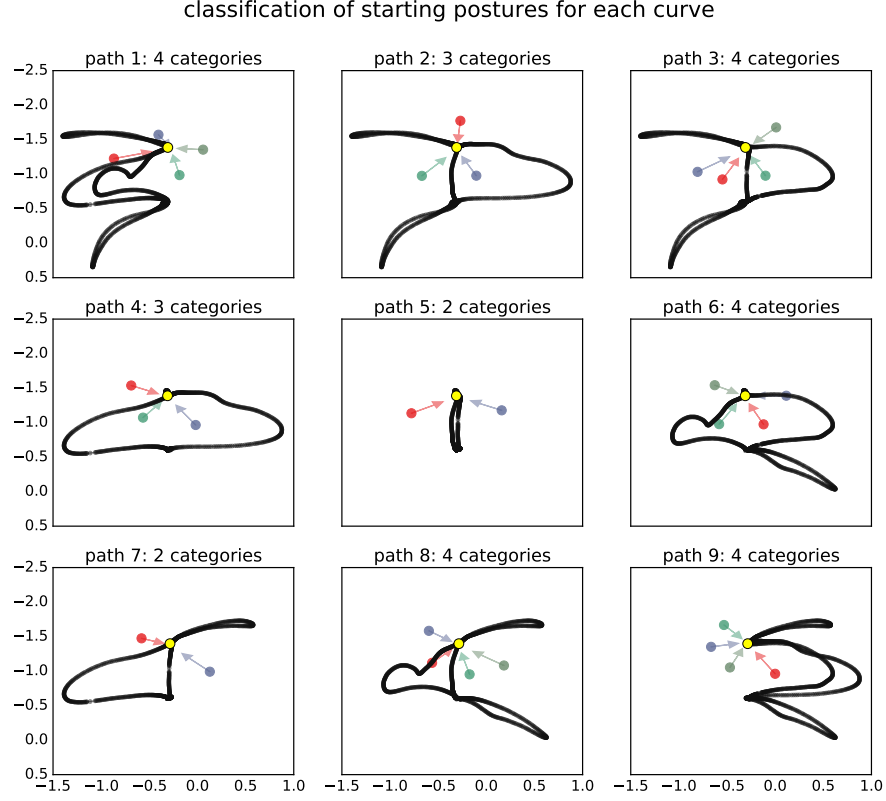 classification of starting postures for each curve
path 1: 4 categories
path 2: 3 categories
path 3: 4 categories
−2.5
−2.0
−1.5
−1.0
−0.5
0.0
0.5
path 4: 3 categories
path 5: 2 categories
path 6: 4 categories
−2.5
−2.0
−1.5
−1.0
−0.5
0.0
0.5
path 7: 2 categories
path 8: 4 categories
path 9: 4 categories
−2.5
−2.0
−1.5
−1.0
−0.5
0.0
0.5
−1.5 −1.0 −0.5 0.0 0.5 1.0
−1.5 −1.0 −0.5 0.0 0.5 1.0
−1.5 −1.0 −0.5 0.0 0.5 1.0